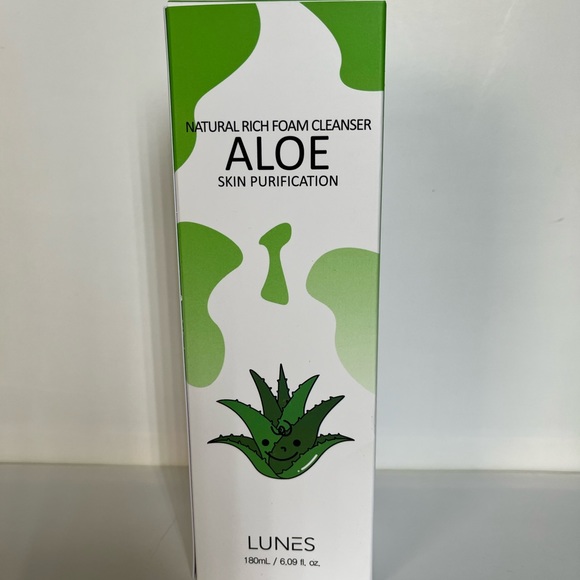 NATURAL RICH FOAM CLEANSER
ALOE
SKIN PURIFICATION
LUNES
180mL / 6.09 fl. oz.